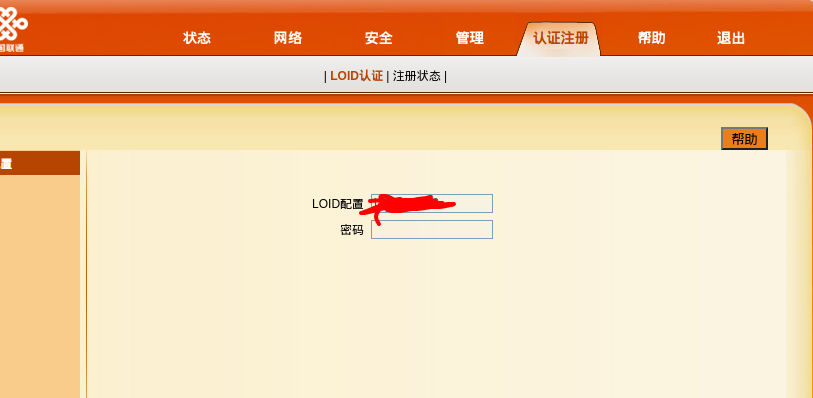 国联通
状态 网络 安全 管理 认证注册 帮助 退出
| LOID认证 | 注册状态 |
帮助
置
LOID配置
密码